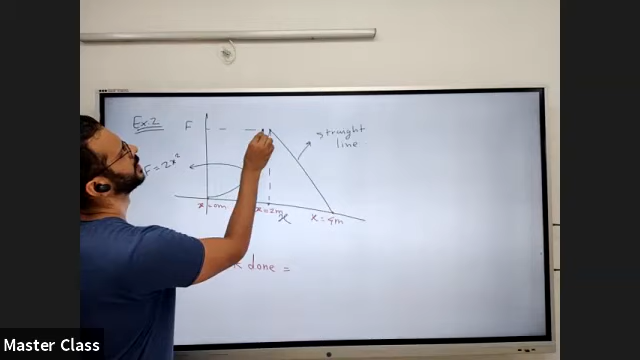 Ex.2
F
straight
line
F = 2x²
x=0m
x=2m
x
x = 4m
done =
Master Class